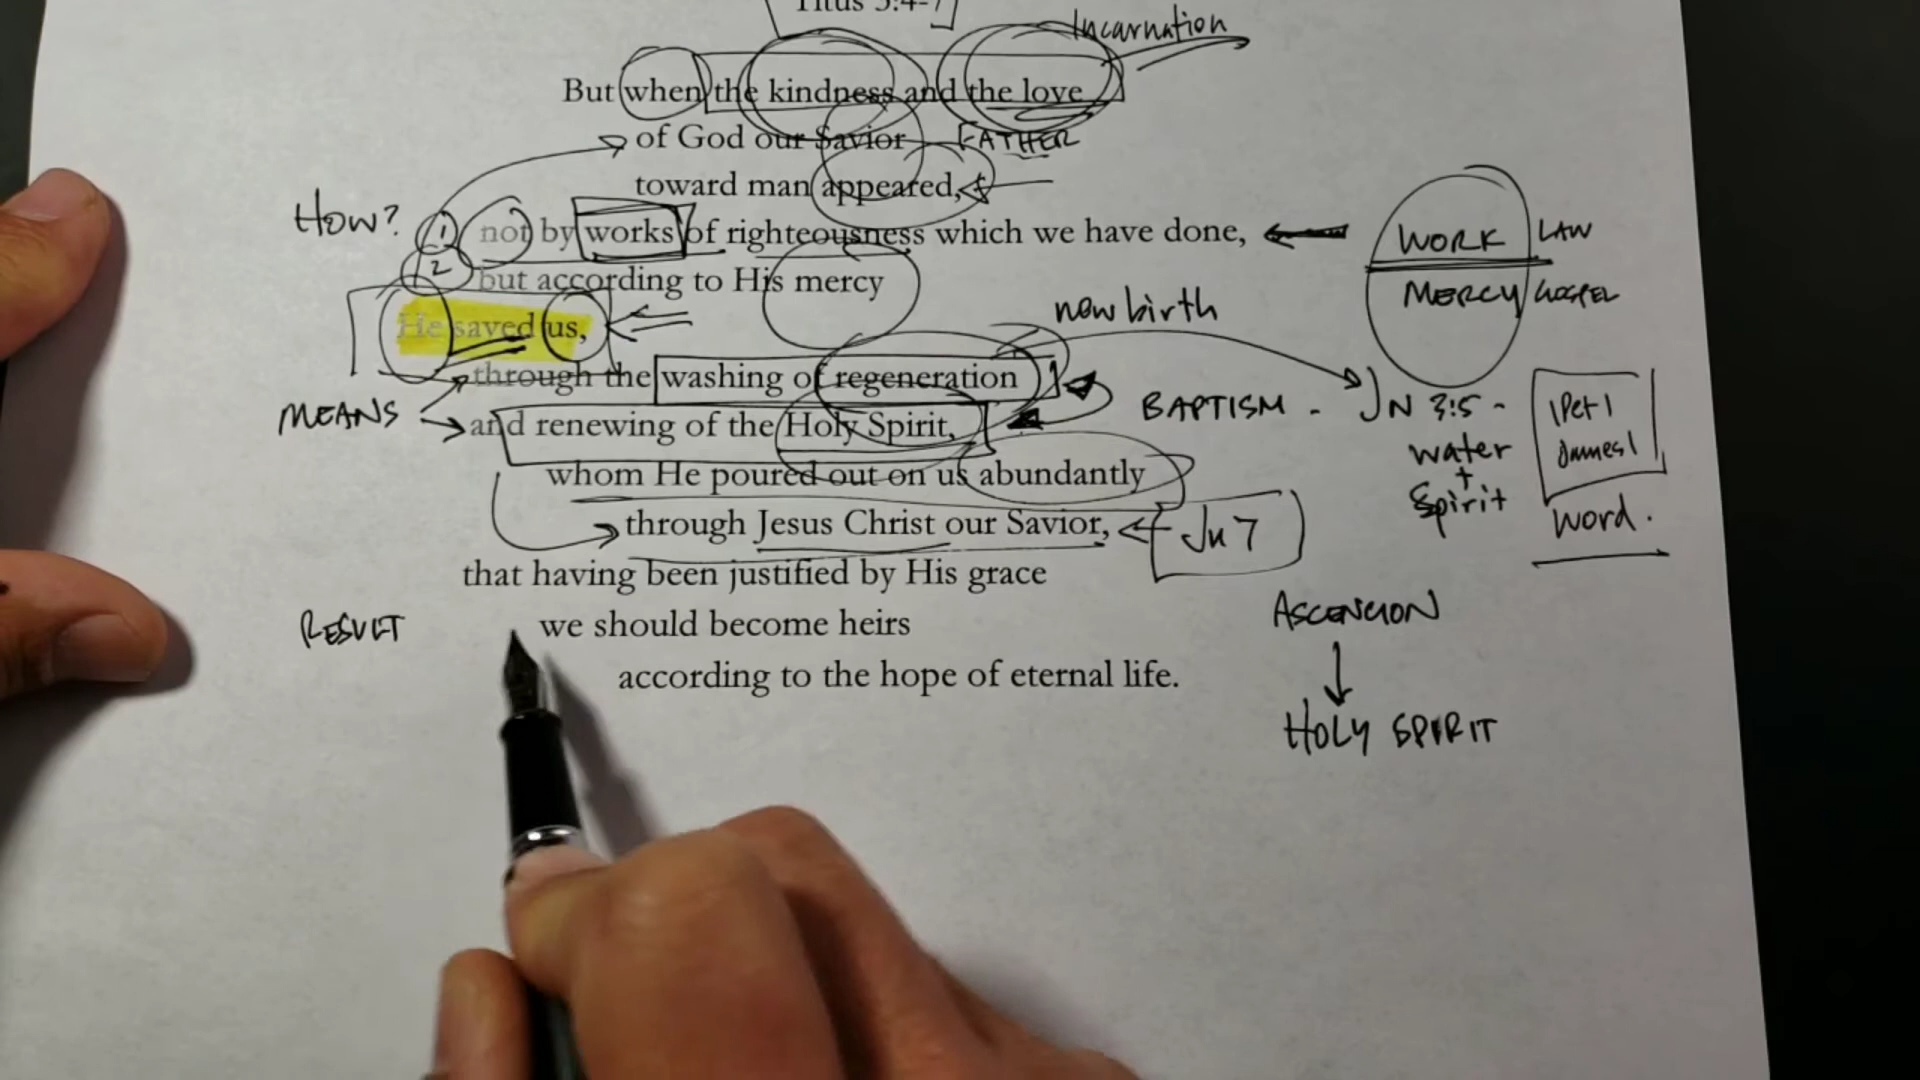 Titus 3:4-7
Incarnation
But when the kindness and the love
of God our Savior FATHER
toward man appeared,
HOW? 1 not by works of righteousness which we have done, WORK LAW
2 but according to His mercy MERCY GOSPEL
He saved us, new birth
through the washing of regeneration
MEANS and renewing of the Holy Spirit, BAPTISM - JN 3:5 - 1 Pet 1
water + Spirit James 1
whom He poured out on us abundantly
through Jesus Christ our Savior, Jn 7 Word.
that having been justified by His grace
RESULT we should become heirs ASCENCION
according to the hope of eternal life.
HOLY SPIRIT